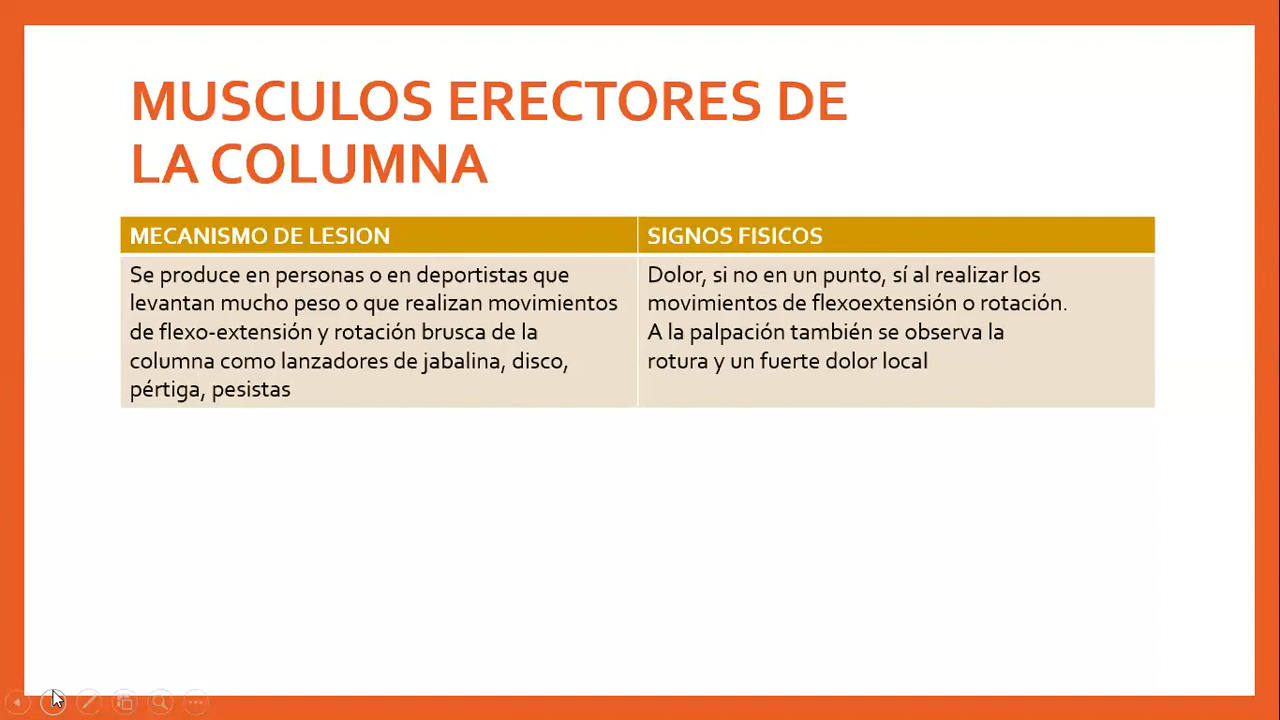 MUSCULOS ERECTORES DE
LA COLUMNA
MECANISMO DE LESION
SIGNOS FISICOS
Se produce en personas o en deportistas que
levantan mucho peso o que realizan movimientos
de flexo-extensión y rotación brusca de la
columna como lanzadores de jabalina, disco,
pértiga, pesistas
Dolor, si no en un punto, sí al realizar los
movimientos de flexoextensión o rotación.
A la palpación también se observa la
rotura y un fuerte dolor local